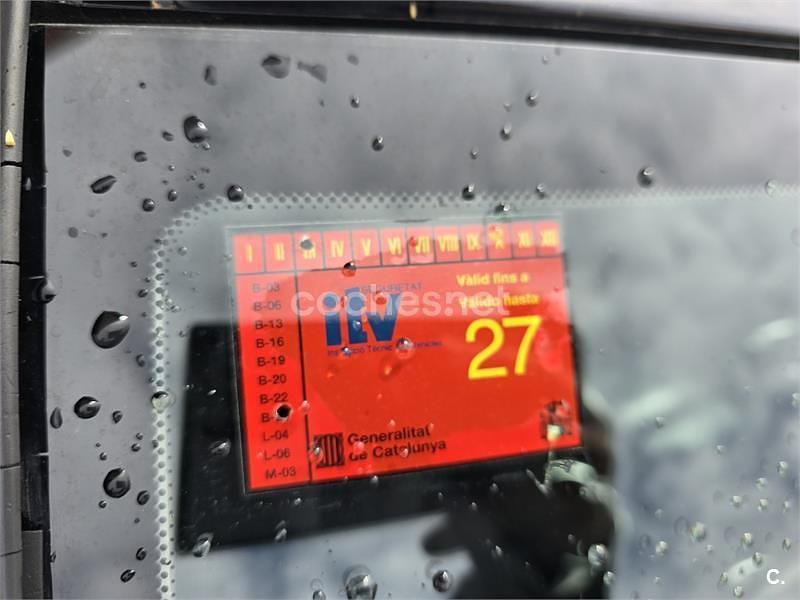 I II III IV V VI VII VIII IX X XI XII
B-03
B-06
B-13
B-16
B-19
B-20
B-22
L-04
L-06
M-03
SEGURETAT
Vàlid fins a
Válido hasta
27
coches.net
Generalitat
de Catalunya
C.